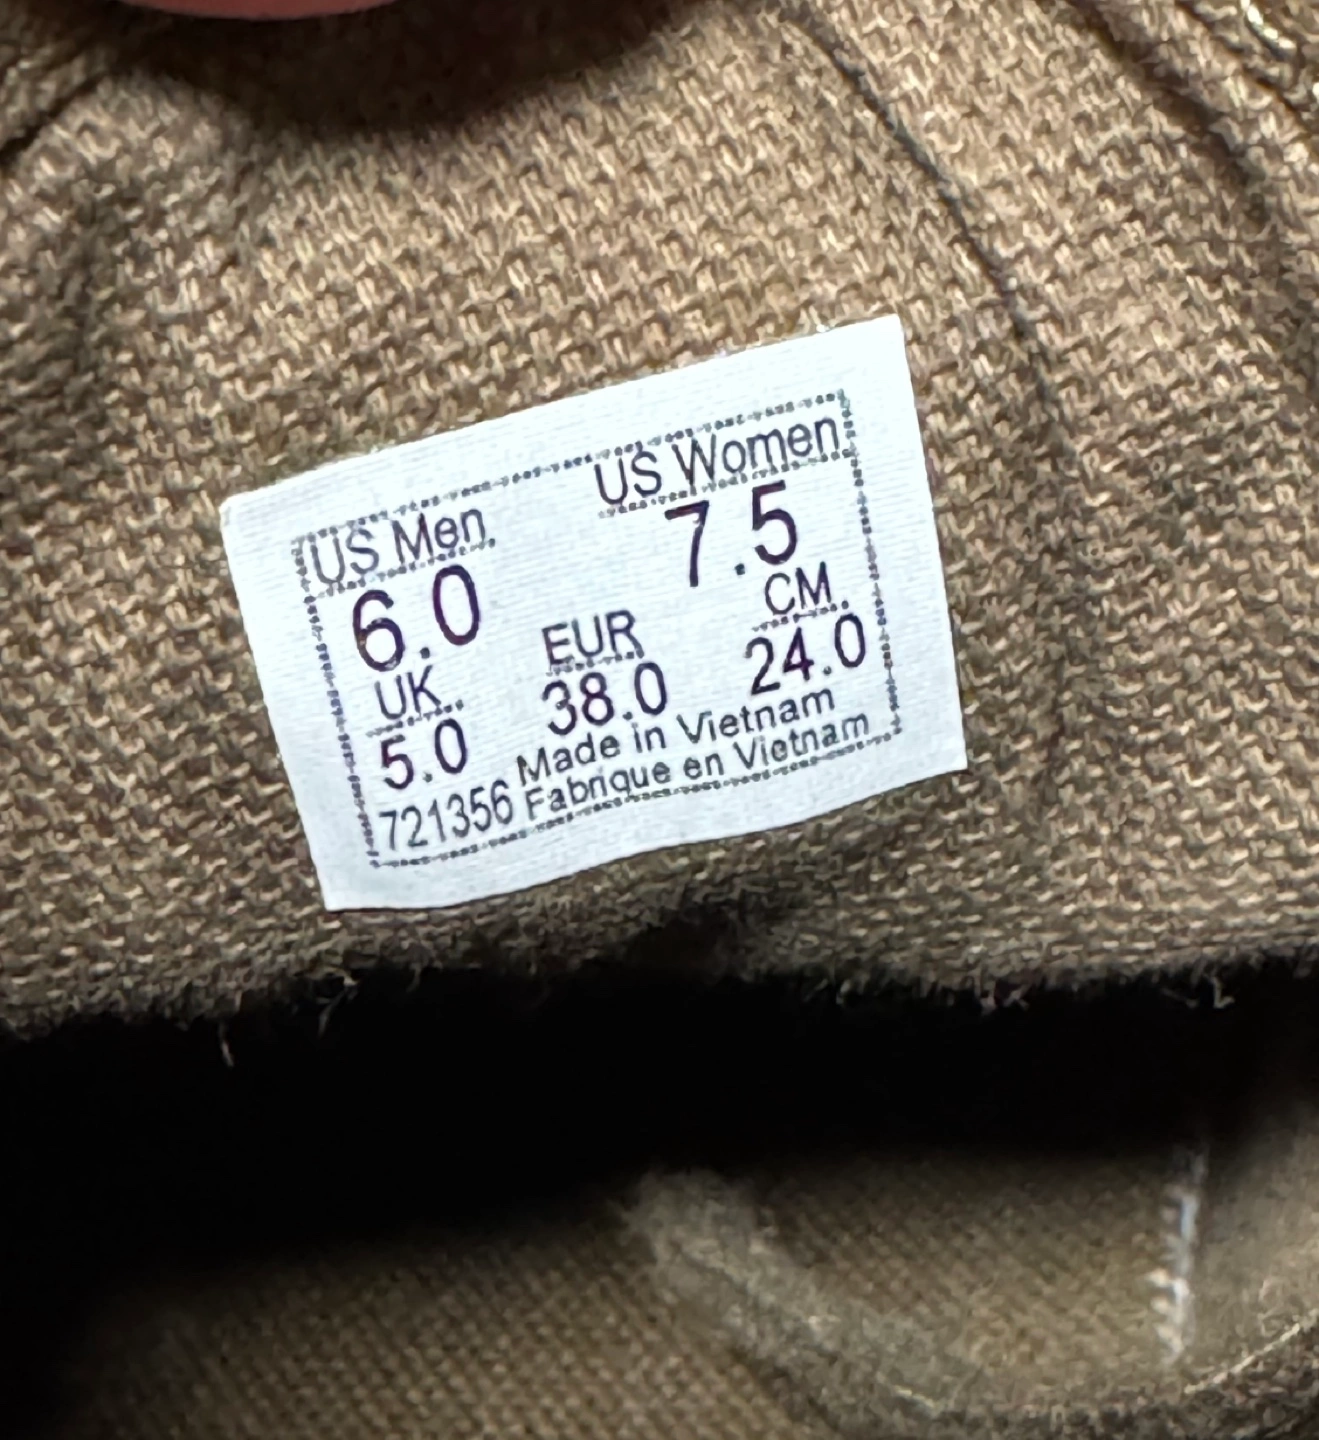 US Men US Women
6.0 7.5
UK EUR CM
5.0 38.0 24.0
Made in Vietnam
721356 Fabrique en Vietnam